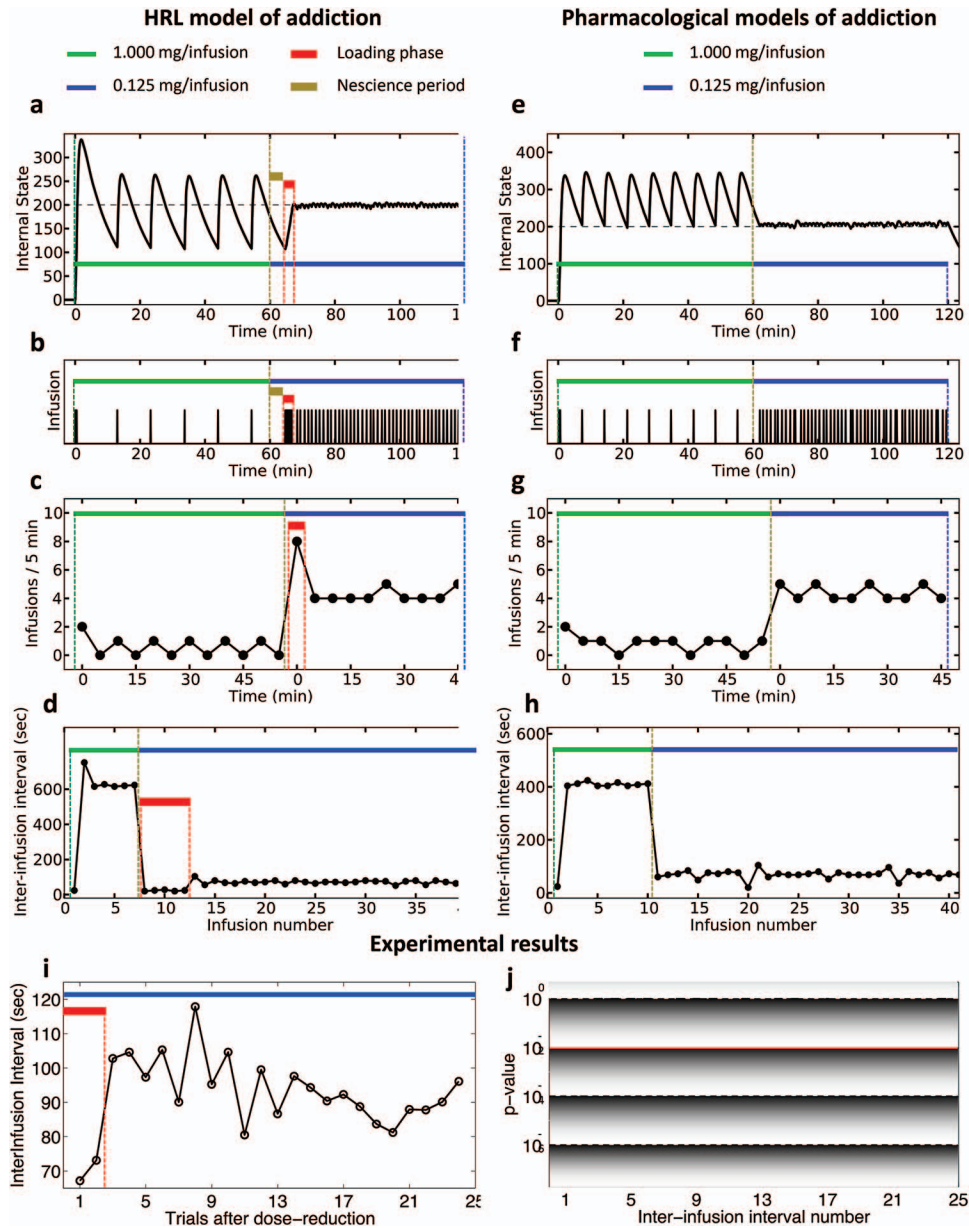 HRL model of addiction
Pharmacological models of addiction
1.000 mg/infusion
Loading phase
0.125 mg/infusion
Nescience period
1.000 mg/infusion
0.125 mg/infusion
a
Internal State
300
250
200
150
100
50
0
0 20 40 60 80 100 1
Time (min)
e
Internal State
400
300
200
100
0
0 20 40 60 80 100 120
Time (min)
b
Infusion
0 20 40 60 80 100
Time (min)
f
Infusion
0 20 40 60 80 100 120
Time (min)
c
Infusions / 5 min
10
8
6
4
2
0
0 15 30 45 0 15 30 4
Time (min)
g
Infusions / 5 min
10
8
6
4
2
0
0 15 30 45 0 15 30 45
Time (min)
d
Inter-infusion interval (sec)
600
400
200
0
0 5 10 15 20 25 30 35
Infusion number
h
Inter-infusion interval (sec)
600
400
200
0
0 5 10 15 20 25 30 35 40
Infusion number
Experimental results
i
InterInfusion Interval (sec)
120
110
100
90
80
70
1 5 9 13 17 21 25
Trials after dose-reduction
j
p-value
10 0
10 -2
10 -
10 -
1 5 9 13 17 21 25
Inter-infusion interval number